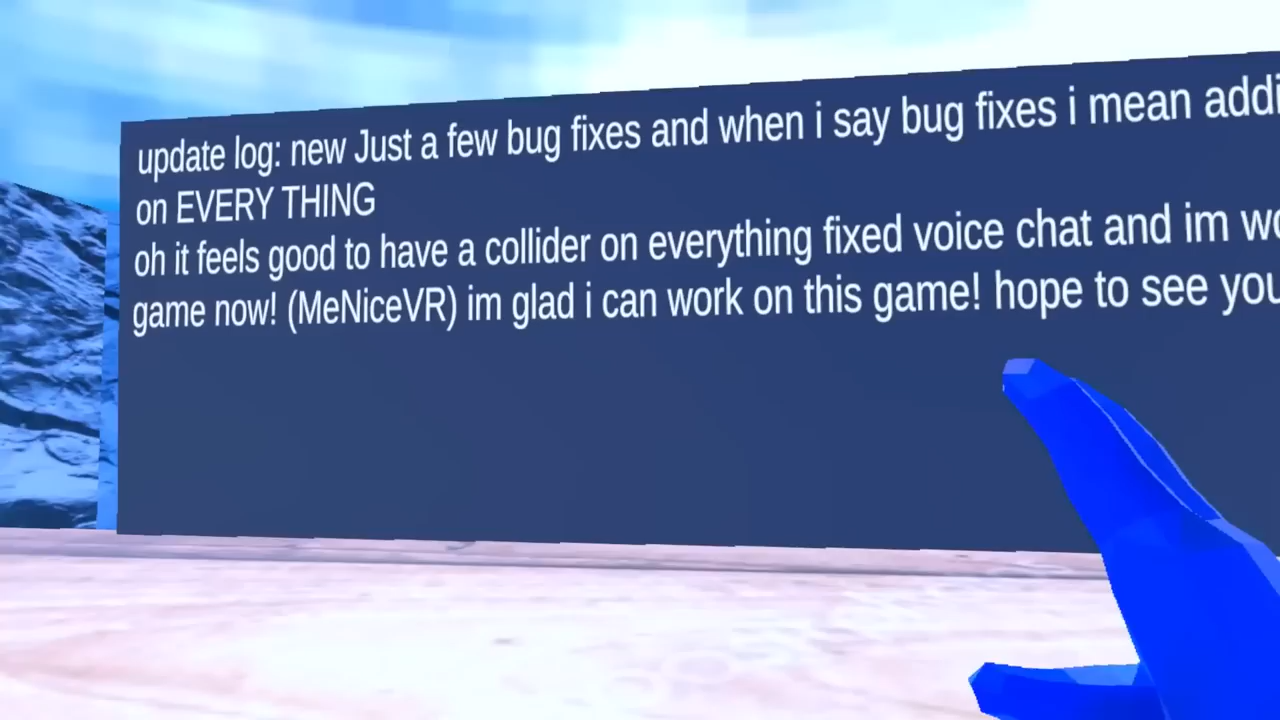 update log: new Just a few bug fixes and when i say bug fixes i mean
on EVERY THING
oh it feels good to have a collider on everything fixed voice chat and im
game now! (MeNiceVR) im glad i can work on this game! hope to see you